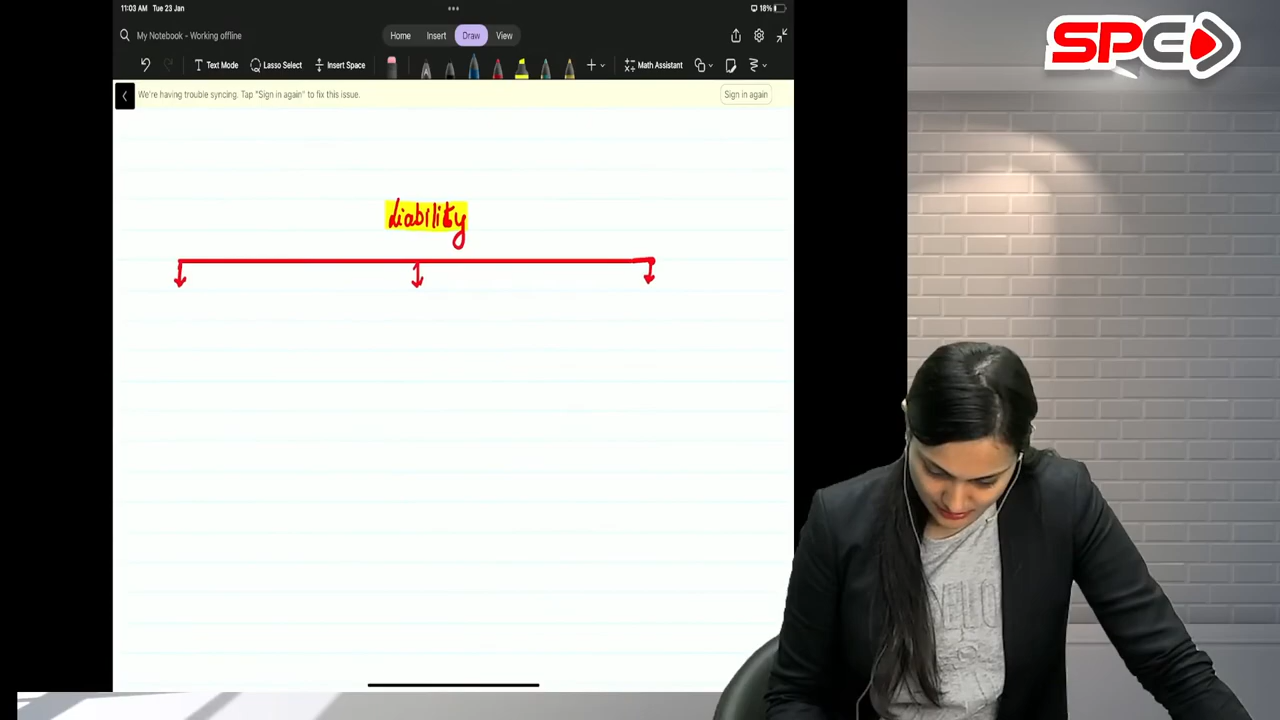 11:03 AM Tue 23 Jan
18%
My Notebook - Working offline
Home Insert Draw View
Text Mode Lasso Select Insert Space Math Assistant
We're having trouble syncing. Tap "Sign in again" to fix this issue.
Sign in again
SPE
Liability